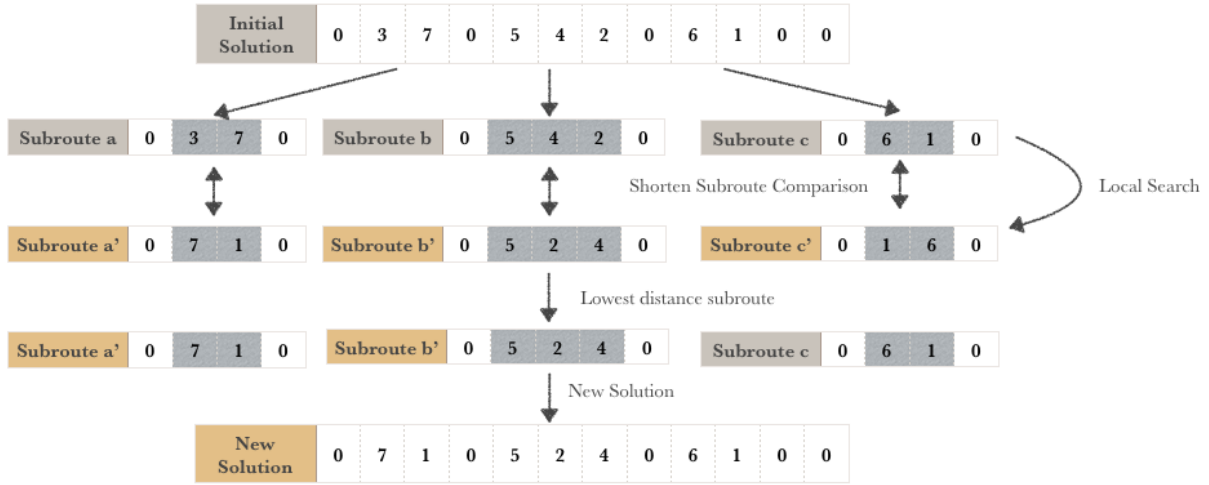 Initial
Solution
0 3 7 0 5 4 2 0 6 1 0 0
Subroute a 0 3 7 0
Subroute b 0 5 4 2 0
Subroute c 0 6 1 0
Shorten Subroute Comparison
Local Search
Subroute a’ 0 7 1 0
Subroute b’ 0 5 2 4 0
Subroute c’ 0 1 6 0
Lowest distance subroute
Subroute a’ 0 7 1 0
Subroute b’ 0 5 2 4 0
Subroute c 0 6 1 0
New Solution
New
Solution
0 7 1 0 5 2 4 0 6 1 0 0